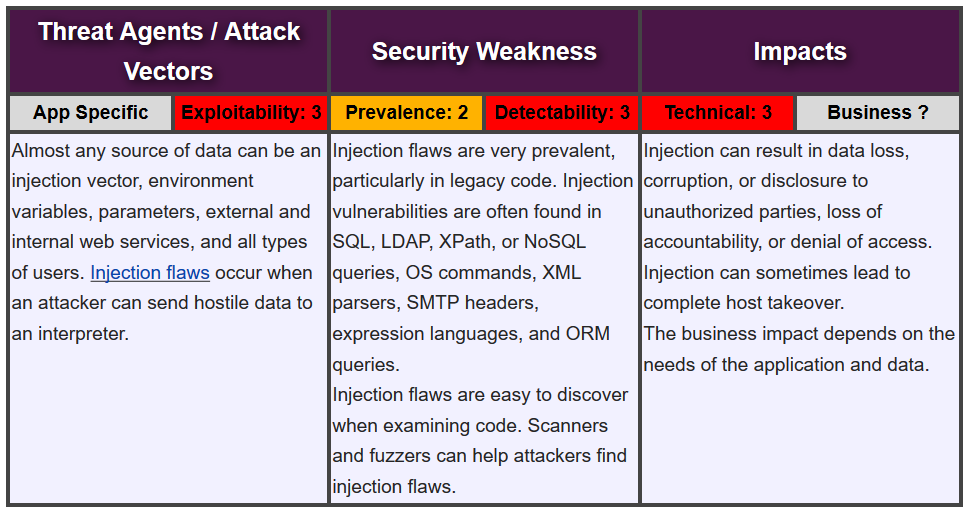 Threat Agents / Attack
Vectors
Security Weakness
Impacts
App Specific
Exploitability: 3
Prevalence: 2
Detectability: 3
Technical: 3
Business ?
Almost any source of data can be an
injection vector, environment
variables, parameters, external and
internal web services, and all types
of users. Injection flaws occur when
an attacker can send hostile data to
an interpreter.
Injection flaws are very prevalent,
particularly in legacy code. Injection
vulnerabilities are often found in
SQL, LDAP, XPath, or NoSQL
queries, OS commands, XML
parsers, SMTP headers,
expression languages, and ORM
queries.
Injection flaws are easy to discover
when examining code. Scanners
and fuzzers can help attackers find
injection flaws.
Injection can result in data loss,
corruption, or disclosure to
unauthorized parties, loss of
accountability, or denial of access.
Injection can sometimes lead to
complete host takeover.
The business impact depends on the
needs of the application and data.